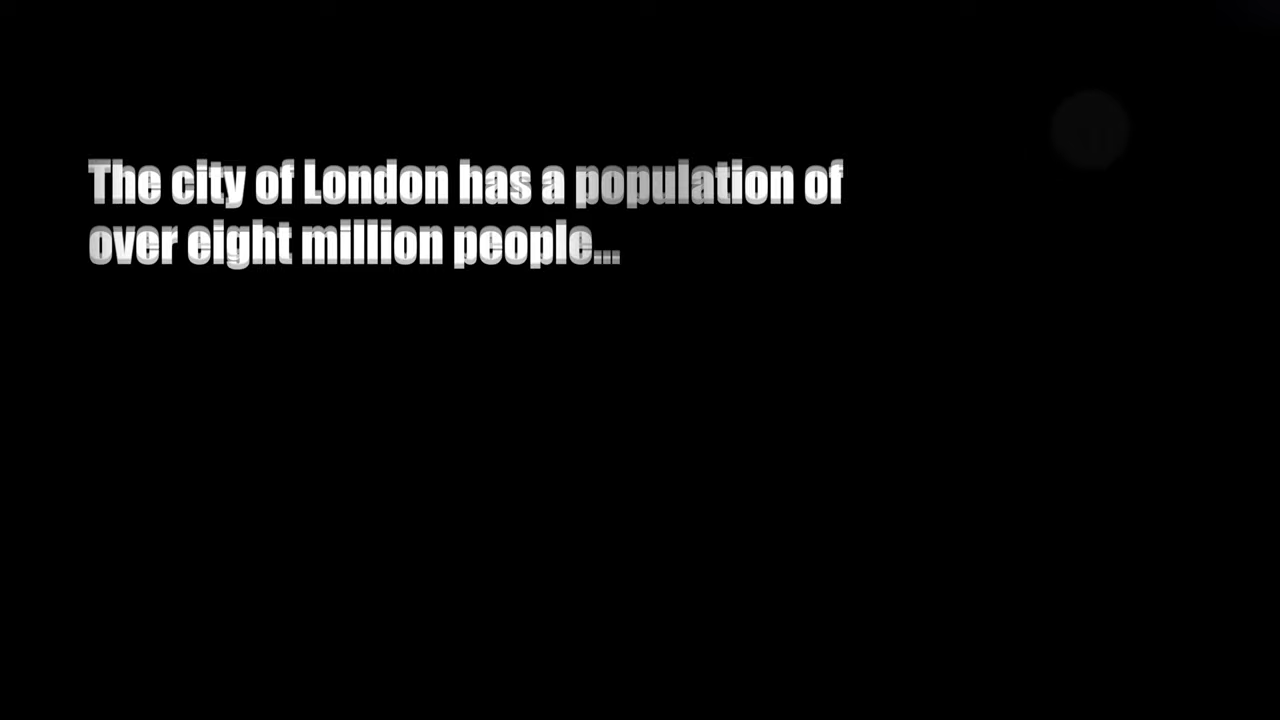 The city of London has a population of
over eight million people...